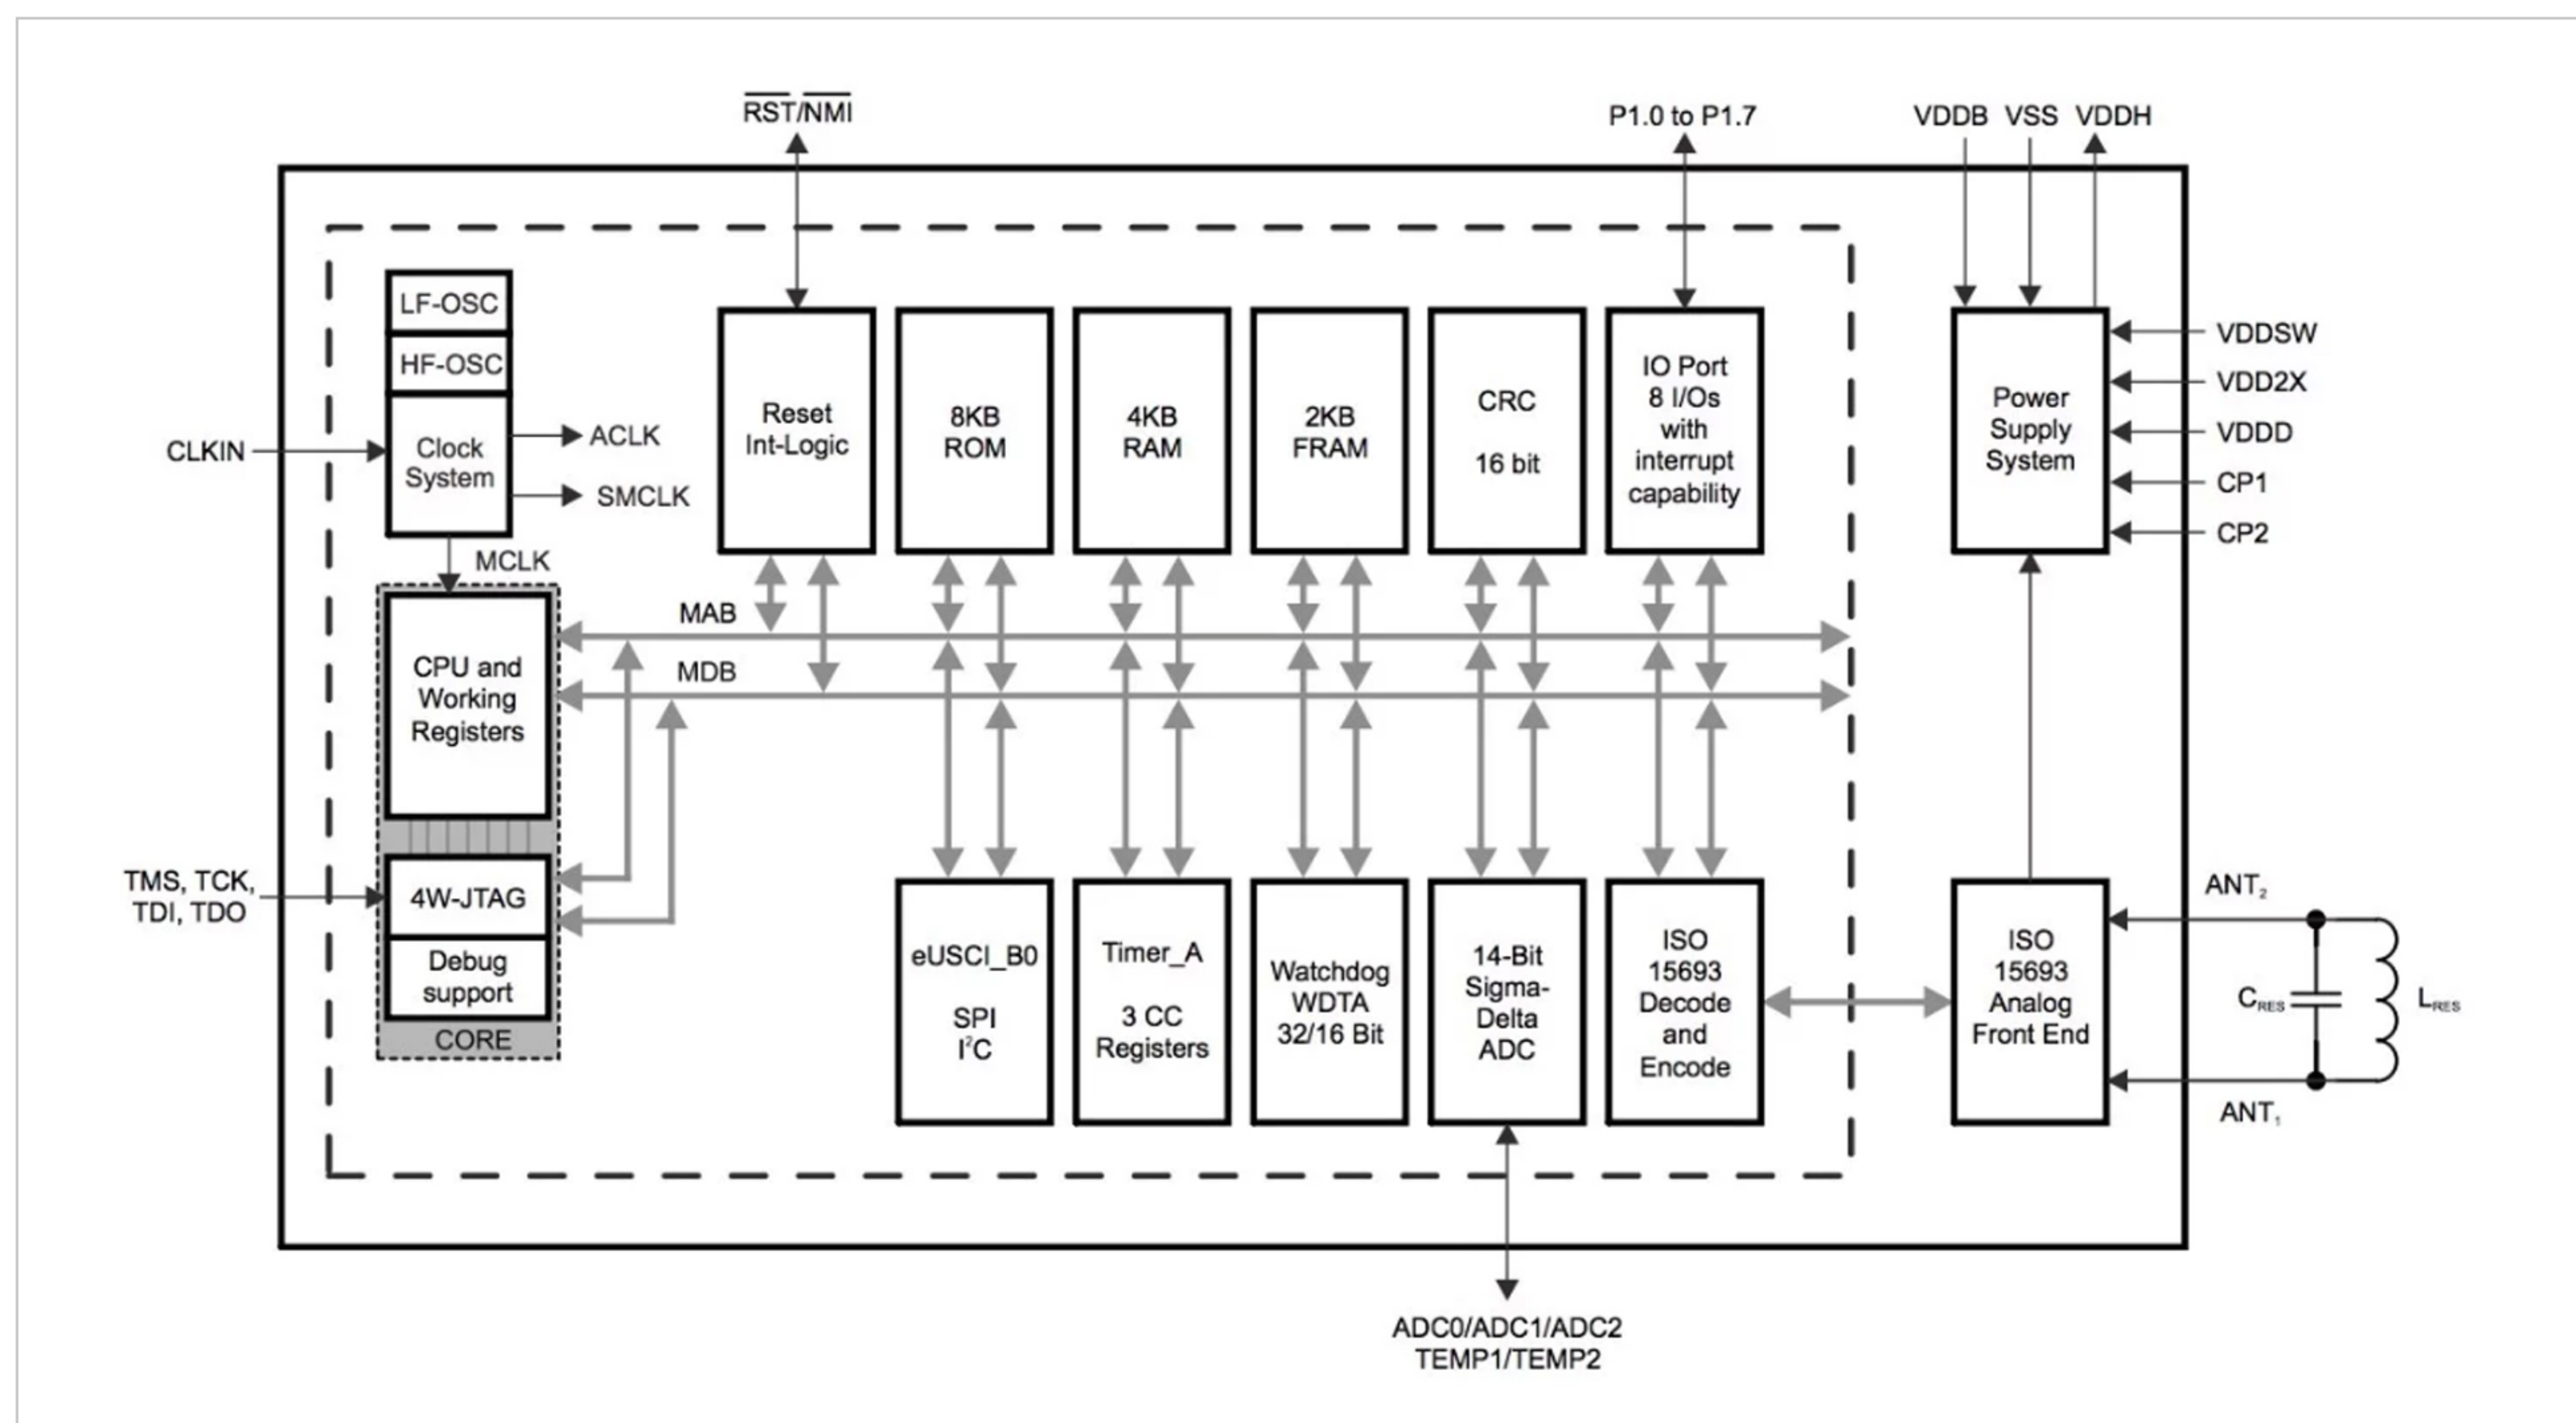 RST/NMI
P1.0 to P1.7
VDDB VSS VDDH
LF-OSC
HF-OSC
Clock
System
CLKIN
ACLK
SMCLK
MCLK
Reset
Int-Logic
8KB
ROM
4KB
RAM
2KB
FRAM
CRC
16 bit
IO Port
8 I/Os
with
interrupt
capability
Power
Supply
System
VDDSW
VDD2X
VDDD
CP1
CP2
MAB
MDB
CPU and
Working
Registers
TMS, TCK,
TDI, TDO
4W-JTAG
Debug
support
CORE
eUSCI_B0
SPI
I²C
Timer_A
3 CC
Registers
Watchdog
WDTA
32/16 Bit
14-Bit
Sigma-
Delta
ADC
ISO
15693
Decode
and
Encode
ISO
15693
Analog
Front End
ANT₂
CRES
LRES
ANT₁
ADC0/ADC1/ADC2
TEMP1/TEMP2